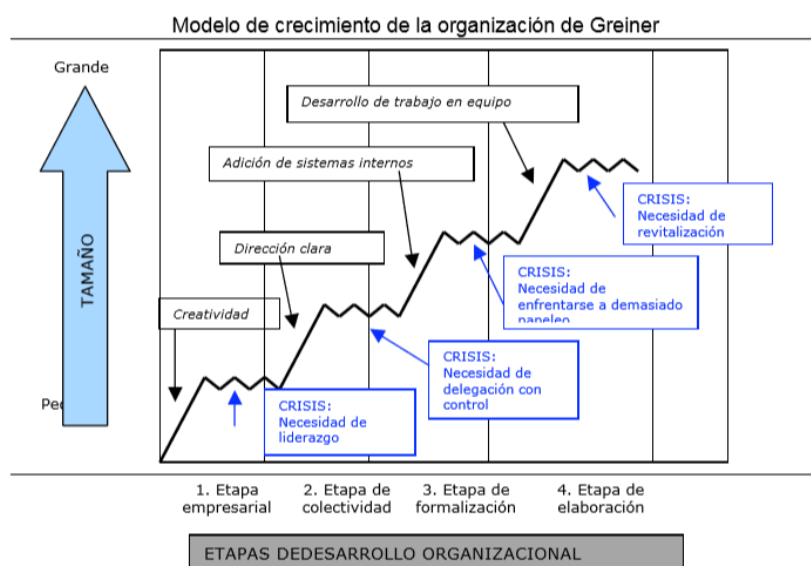 Modelo de crecimiento de la organización de Greiner
Grande
Desarrollo de trabajo en equipo
Adición de sistemas internos
CRISIS:
Necesidad de
revitalización
Dirección clara
TAMAÑO
CRISIS:
Necesidad de
enfrentarse a demasiado
papeleo
Creatividad
CRISIS:
Necesidad de
delegación con
control
Pe
CRISIS:
Necesidad de
liderazgo
1. Etapa
empresarial
2. Etapa de
colectividad
3. Etapa de
formalización
4. Etapa de
elaboración
ETAPAS DEDESARROLLO ORGANIZACIONAL